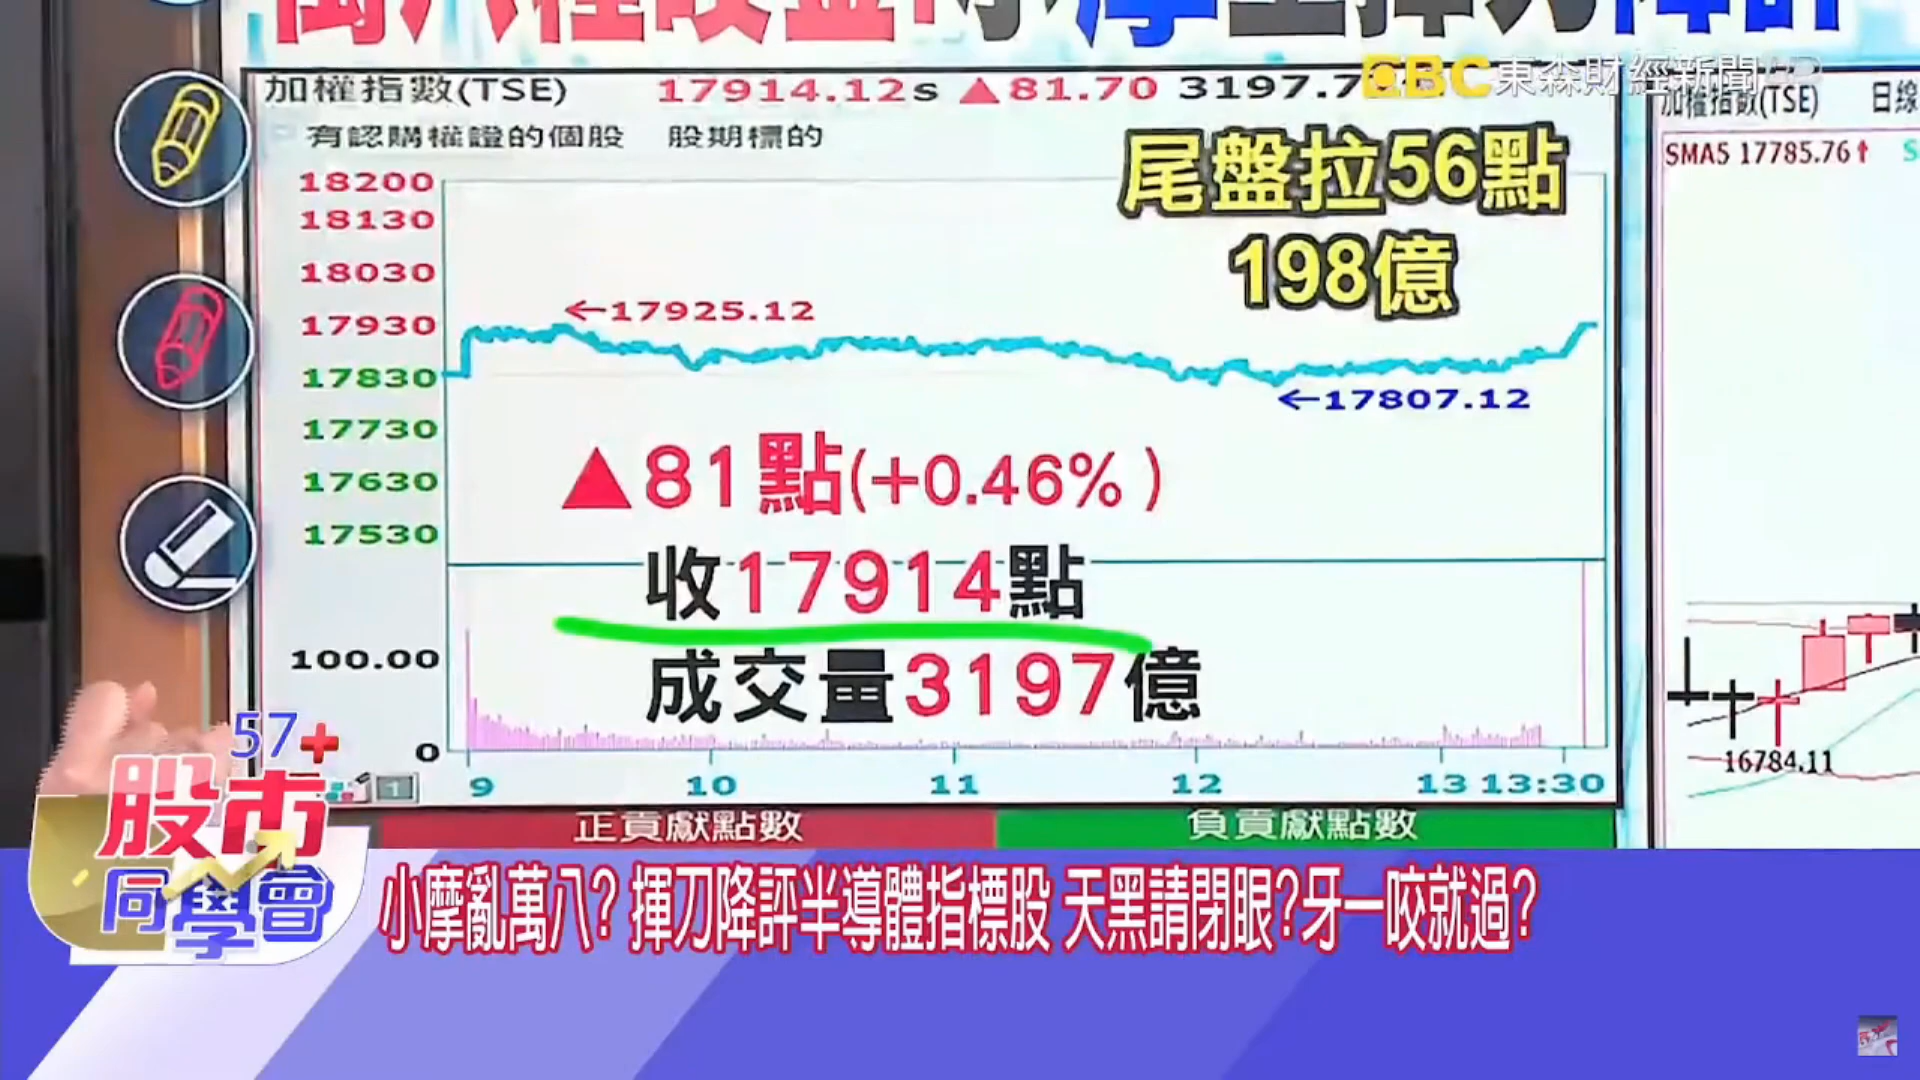 EBC 東森財經新聞
加權指數(TSE) 17914.12s ▲81.70 3197.7
有認購權證的個股 股期標的
18200
18130
18030
17930
17830
17730
17630
17530
100.00
0
←17925.12
←17807.12
尾盤拉56點
198億
▲81點(+0.46%)
收17914點
成交量3197億
9 10 11 12 13 13:30
1
正貢獻點數 負貢獻點數
加權指數(TSE) 日線
SMA5 17785.76↑
16784.11
57+
股市
同學會
小摩亂萬八?揮刀降評半導體指標股 天黑請閉眼?牙一咬就過?